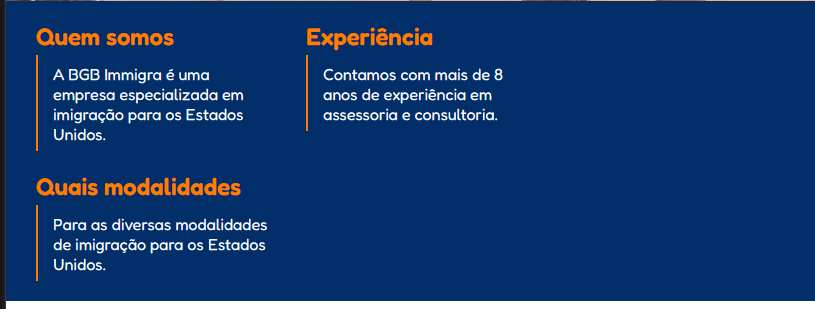 Quem somos
A BGB Immigra é uma
empresa especializada em
imigração para os Estados
Unidos.
Experiência
Contamos com mais de 8
anos de experiência em
assessoria e consultoria.
Quais modalidades
Para as diversas modalidades
de imigração para os Estados
Unidos.